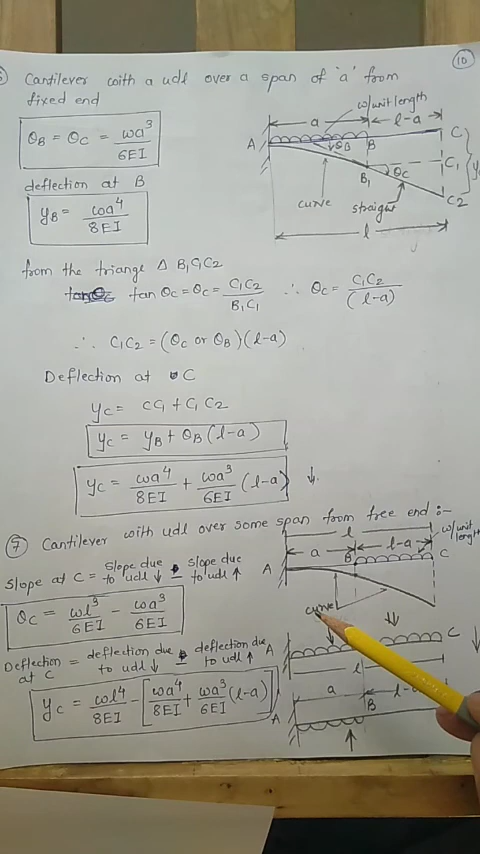 10
Cantilever with a udl over a span of 'a' from
fixed end
θB = θC = wa³/6EI
deflection at B
yB = wa⁴/8EI
a
w/unit length
l-a
A
θB
B
C
C1
B1
θC
C2
curve
straight
l
from the triange Δ B1C1C2
tan θC = θC = C1C2/B1C1 ∴ θC = C1C2/(l-a)
∴ C1C2 = (θC or θB)(l-a)
Deflection at C
yC = CC1 + C1C2
yC = yB + θB(l-a)
yC = wa⁴/8EI + wa³/6EI (l-a) ↓
7 Cantilever with udl over some span from free end :-
Slope at C = slope due to udl ↓ - slope due to udl ↑
θC = wl³/6EI - wa³/6EI
Deflection at C = deflection due to udl ↓ - deflection due to udl ↑
yC = wl⁴/8EI - [wa⁴/8EI + wa³/6EI (l-a)]
l
w/unit length
a
l-a
A
B
C
curve
A
C
l
a
B
A